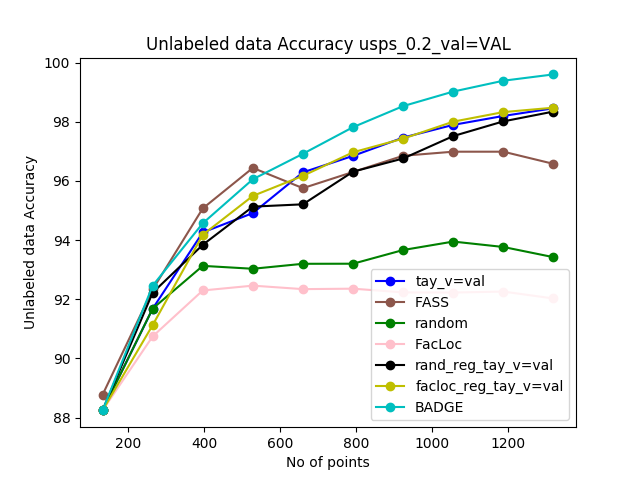 Unlabeled data Accuracy usps_0.2_val=VAL
100
98
96
94
92
90
88
Unlabeled data Accuracy
200
400
600
800
1000
1200
No of points
tay_v=val
FASS
random
FacLoc
rand_reg_tay_v=val
facloc_reg_tay_v=val
BADGE